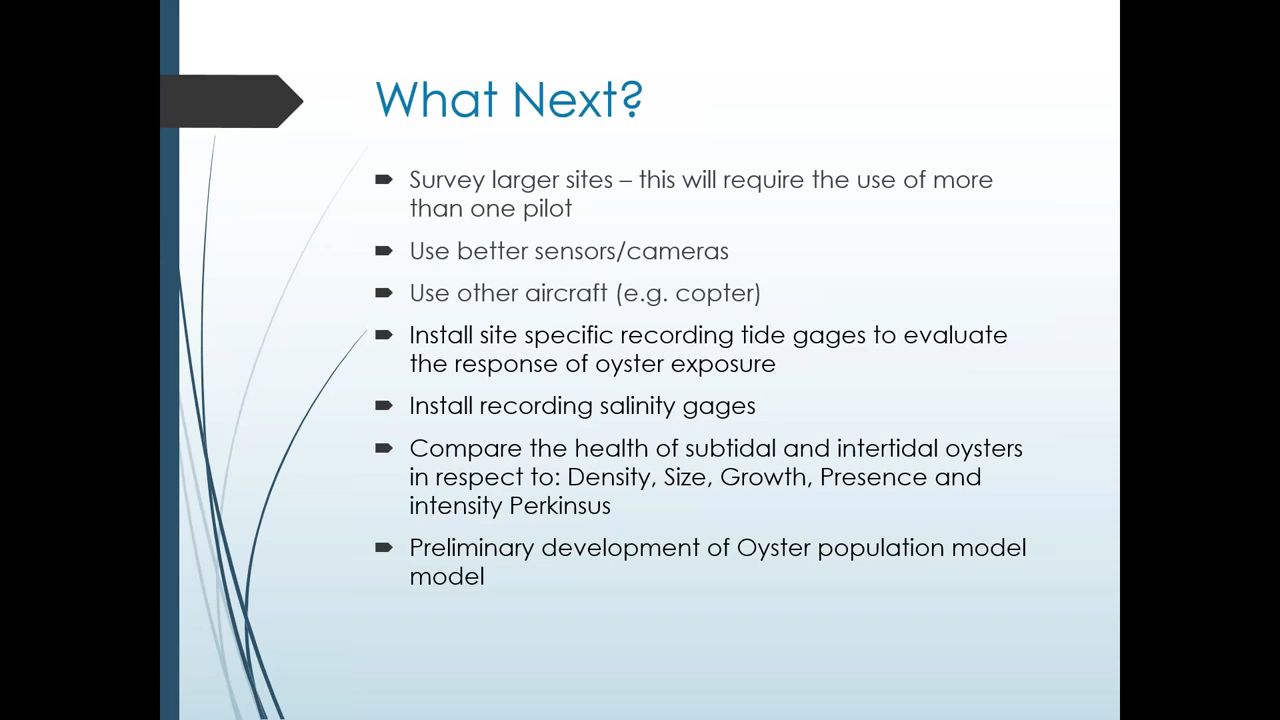 What Next?
Survey larger sites – this will require the use of more
than one pilot
Use better sensors/cameras
Use other aircraft (e.g. copter)
Install site specific recording tide gages to evaluate
the response of oyster exposure
Install recording salinity gages
Compare the health of subtidal and intertidal oysters
in respect to: Density, Size, Growth, Presence and
intensity Perkinsus
Preliminary development of Oyster population model
model